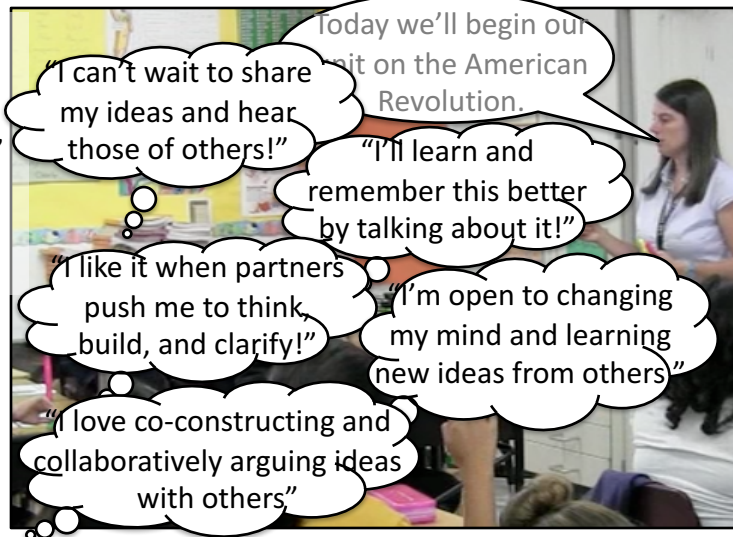 Today we’ll begin our
unit on the American
Revolution.
“I can’t wait to share
my ideas and hear
those of others!”
“I’ll learn and
remember this better
by talking about it!”
“I like it when partners
push me to think,
build, and clarify!”
“I’m open to changing
my mind and learning
new ideas from others”
“I love co-constructing and
collaboratively arguing ideas
with others”